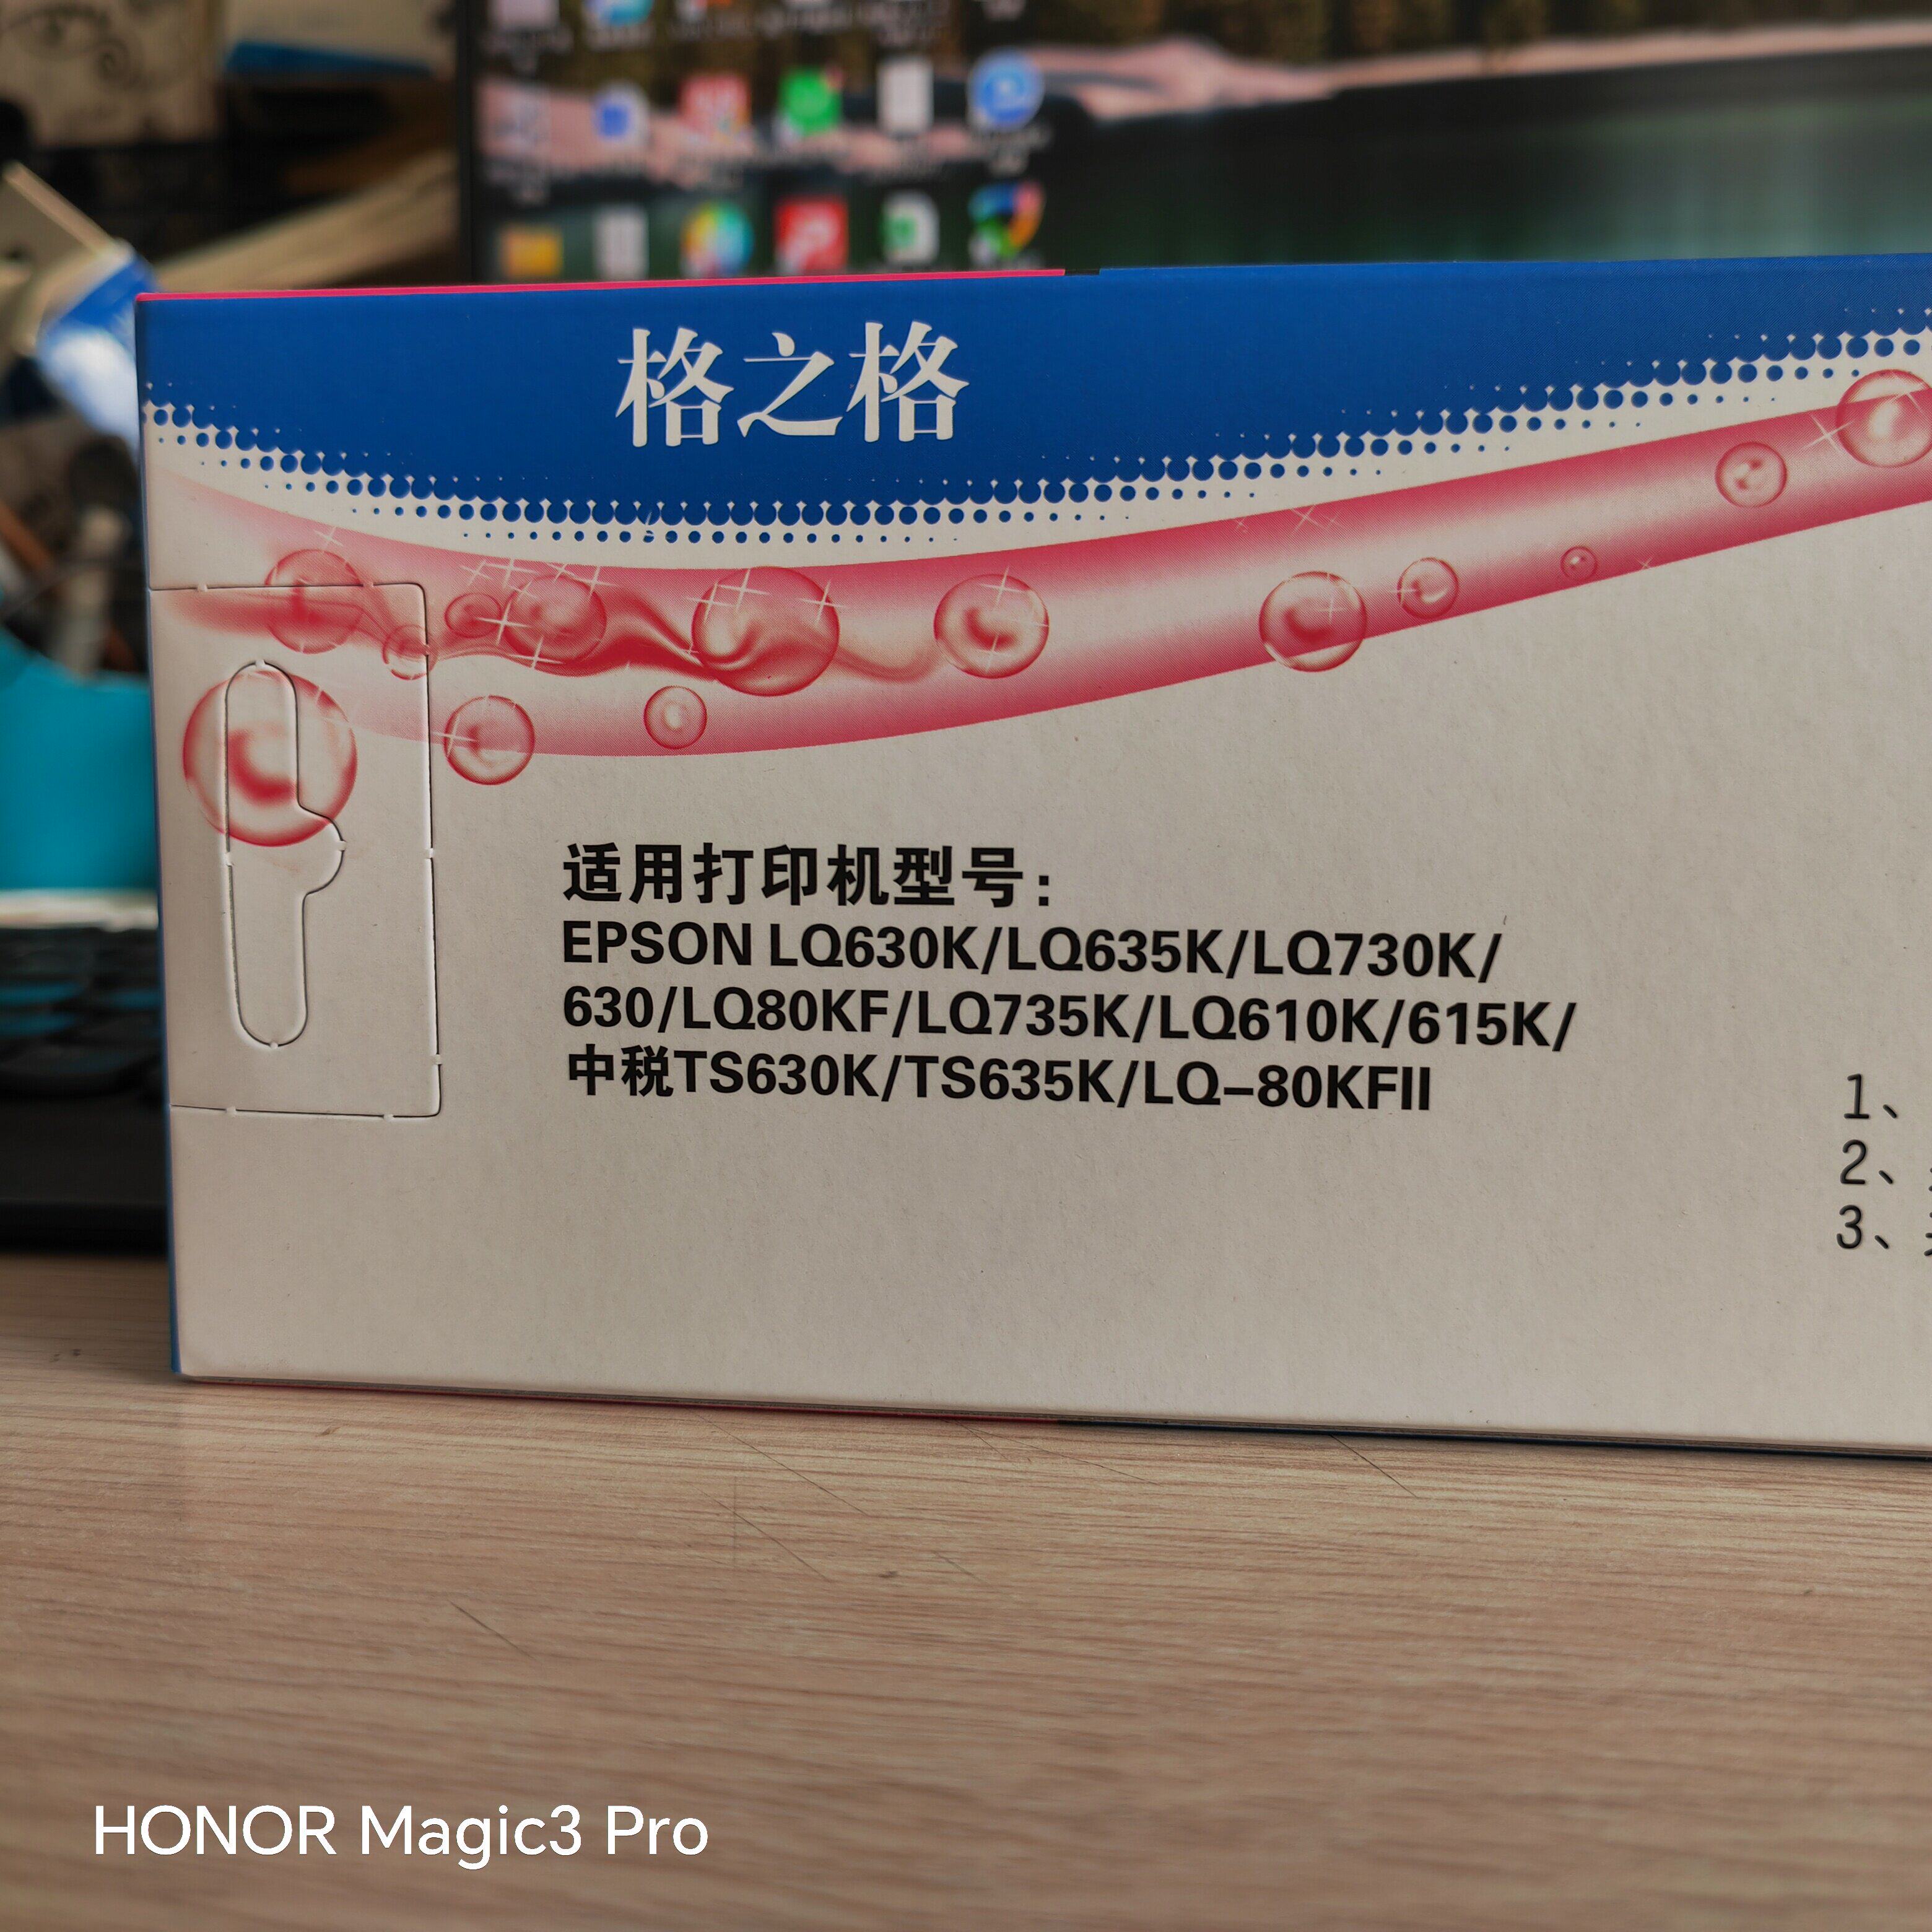 格之格
适用打印机型号：
EPSON LQ630K/LQ635K/LQ730K/
630/LQ80KF/LQ735K/LQ610K/615K/
中税TS630K/TS635K/LQ-80KFII
1、
2、
3、
HONOR Magic3 Pro